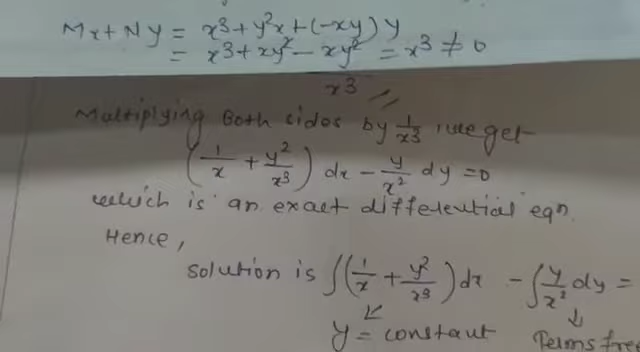 Mx + Ny = x³ + y²x + (-xy) y
= x³ + xy² - xy² = x³ ≠ 0
x3
Multiplying Both sides by 1/x3 we get
(1/x + y²/x³) dx - y/x² dy = 0
which is an exact differential eqn.
Hence,
Solution is ∫(1/x + y²/x³) dx - ∫ y/x² dy =
↙ ↓
y = constant Terms free